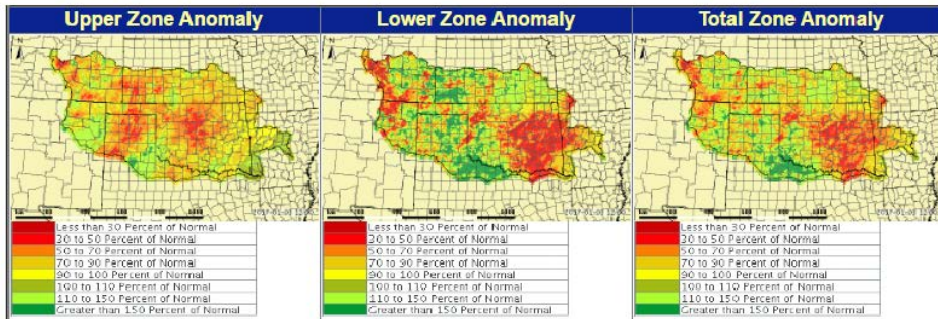 Upper Zone Anomaly
Less than 30 Percent of Normal
30 to 50 Percent of Normal
50 to 70 Percent of Normal
70 to 90 Percent of Normal
90 to 100 Percent of Normal
100 to 110 Percent of Normal
110 to 150 Percent of Normal
Greater than 150 Percent of Normal
Lower Zone Anomaly
Less than 30 Percent of Normal
30 to 50 Percent of Normal
50 to 70 Percent of Normal
70 to 90 Percent of Normal
90 to 100 Percent of Normal
100 to 110 Percent of Normal
110 to 150 Percent of Normal
Greater than 150 Percent of Normal
Total Zone Anomaly
Less than 30 Percent of Normal
30 to 50 Percent of Normal
50 to 70 Percent of Normal
70 to 90 Percent of Normal
90 to 100 Percent of Normal
100 to 110 Percent of Normal
110 to 150 Percent of Normal
Greater than 150 Percent of Normal